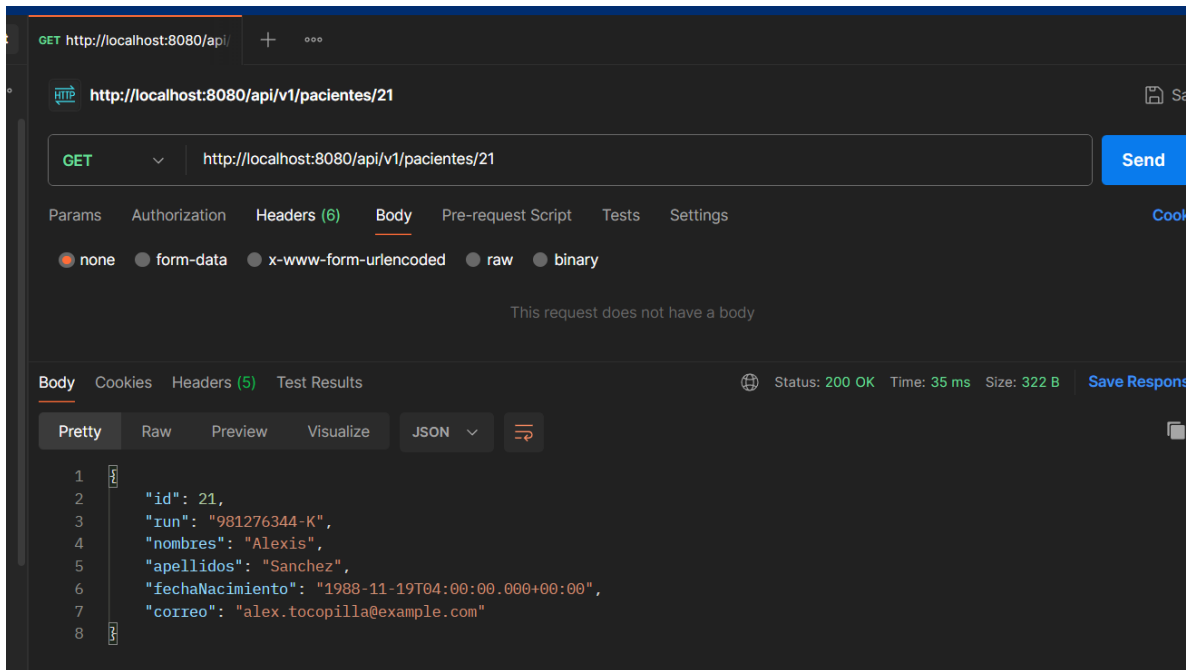 GET http://localhost:8080/api/
HTTP http://localhost:8080/api/v1/pacientes/21
GET http://localhost:8080/api/v1/pacientes/21 Send
Params Authorization Headers (6) Body Pre-request Script Tests Settings
none form-data x-www-form-urlencoded raw binary
This request does not have a body
Body Cookies Headers (5) Test Results Status: 200 OK Time: 35 ms Size: 322 B Save Respons
Pretty Raw Preview Visualize JSON
1 {
2 "id": 21,
3 "run": "981276344-K",
4 "nombres": "Alexis",
5 "apellidos": "Sanchez",
6 "fechaNacimiento": "1988-11-19T04:00:00.000+00:00",
7 "correo": "alex.tocopilla@example.com"
8 }